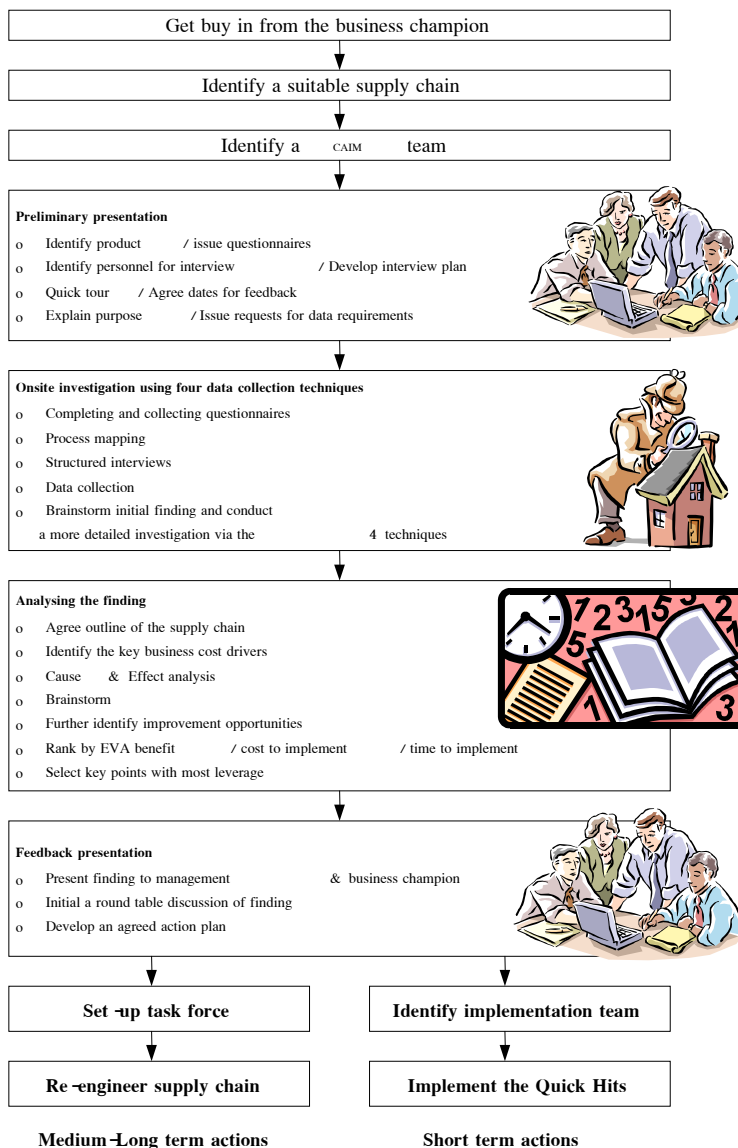 Get buy in from the business champion
Identify a suitable supply chain
Identify a CAIM team
Preliminary presentation
o Identify product / issue questionnaires
o Identify personnel for interview / Develop interview plan
o Quick tour / Agree dates for feedback
o Explain purpose / Issue requests for data requirements
Onsite investigation using four data collection techniques
o Completing and collecting questionnaires
o Process mapping
o Structured interviews
o Data collection
o Brainstorm initial finding and conduct
a more detailed investigation via the 4 techniques
Analysing the finding
o Agree outline of the supply chain
o Identify the key business cost drivers
o Cause & Effect analysis
o Brainstorm
o Further identify improvement opportunities
o Rank by EVA benefit / cost to implement / time to implement
o Select key points with most leverage
Feedback presentation
o Present finding to management & business champion
o Initial a round table discussion of finding
o Develop an agreed action plan
Set -up task force
Identify implementation team
Re -engineer supply chain
Implement the Quick Hits
Medium-Long term actions
Short term actions